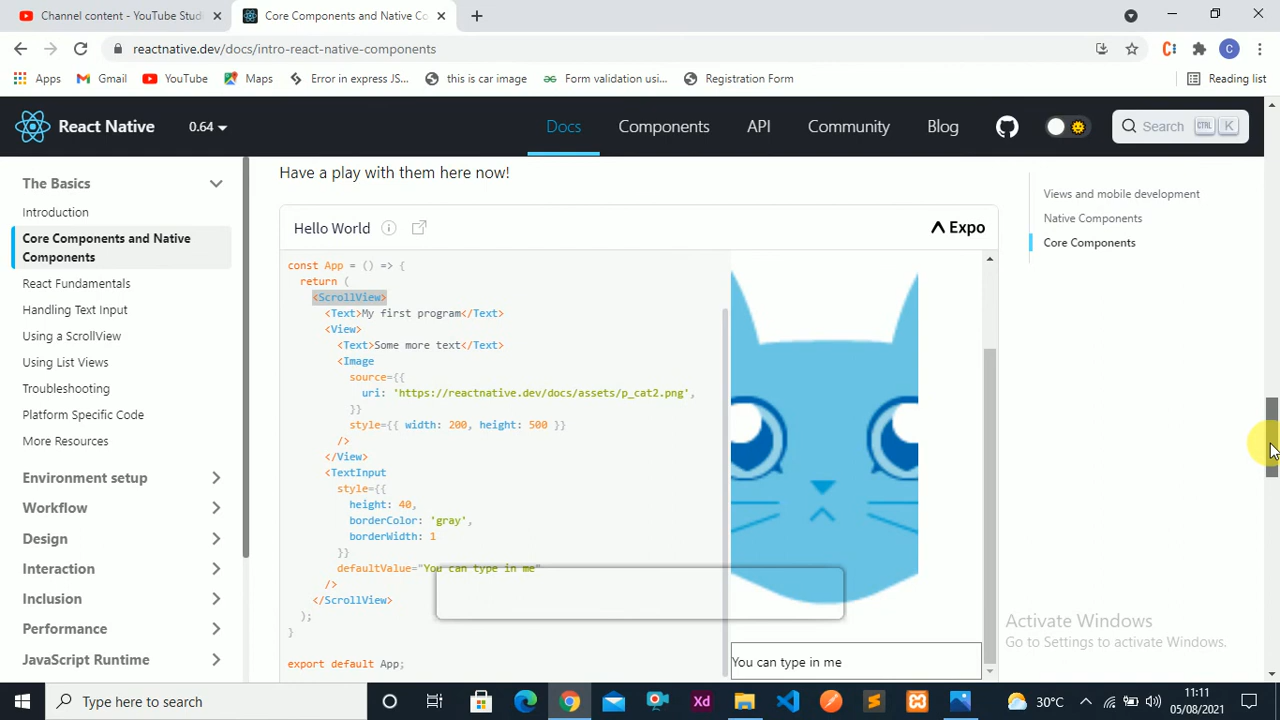 Channel content - YouTube Studi
Core Components and Native Co
reactnative.dev/docs/intro-react-native-components
C
Apps
Gmail
YouTube
Maps
Error in express JS...
this is car image
Form validation usi...
Registration Form
Reading list
React Native
0.64
Docs
Components
API
Community
Blog
Search CTRL K
The Basics
Introduction
Core Components and Native
Components
React Fundamentals
Handling Text Input
Using a ScrollView
Using List Views
Troubleshooting
Platform Specific Code
More Resources
Environment setup
Workflow
Design
Interaction
Inclusion
Performance
JavaScript Runtime
Have a play with them here now!
Hello World
Expo
const App = () => {
return (
<ScrollView>
<Text>My first program</Text>
<View>
<Text>Some more text</Text>
<Image
source={{
uri: 'https://reactnative.dev/docs/assets/p_cat2.png',
}}
style={{ width: 200, height: 500 }}
/>
</View>
<TextInput
style={{
height: 40,
borderColor: 'gray',
borderWidth: 1
}}
defaultValue="You can type in me"
/>
</ScrollView>
);
}
export default App;
You can type in me
Views and mobile development
Native Components
Core Components
Activate Windows
Go to Settings to activate Windows.
Type here to search
Xd
30°C
11:11
05/08/2021